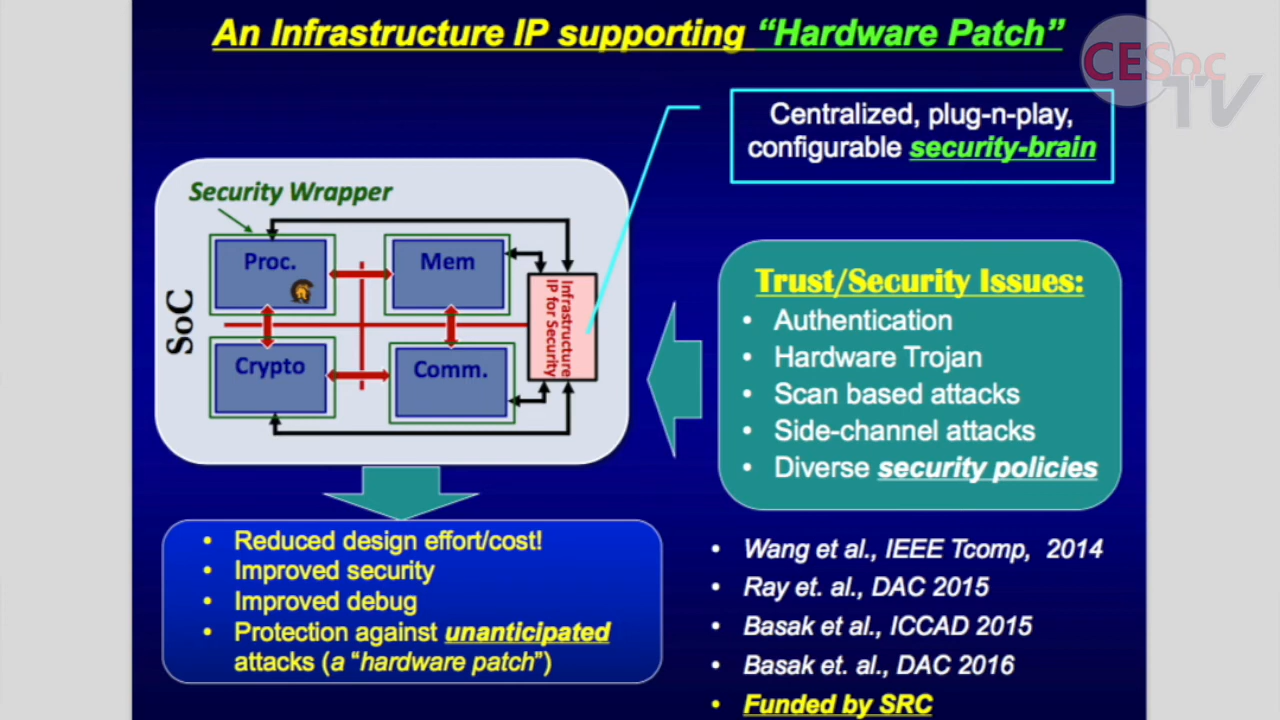 An Infrastructure IP supporting “Hardware Patch”
CESoc
TV
Centralized, plug-n-play,
configurable security-brain
Security Wrapper
SoC
Proc.
Mem
Crypto
Comm.
Infrastructure
IP for Security
Trust/Security Issues:
• Authentication
• Hardware Trojan
• Scan based attacks
• Side-channel attacks
• Diverse security policies
• Reduced design effort/cost!
• Improved security
• Improved debug
• Protection against unanticipated
attacks (a “hardware patch”)
• Wang et al., IEEE Tcomp, 2014
• Ray et. al., DAC 2015
• Basak et al., ICCAD 2015
• Basak et. al., DAC 2016
• Funded by SRC